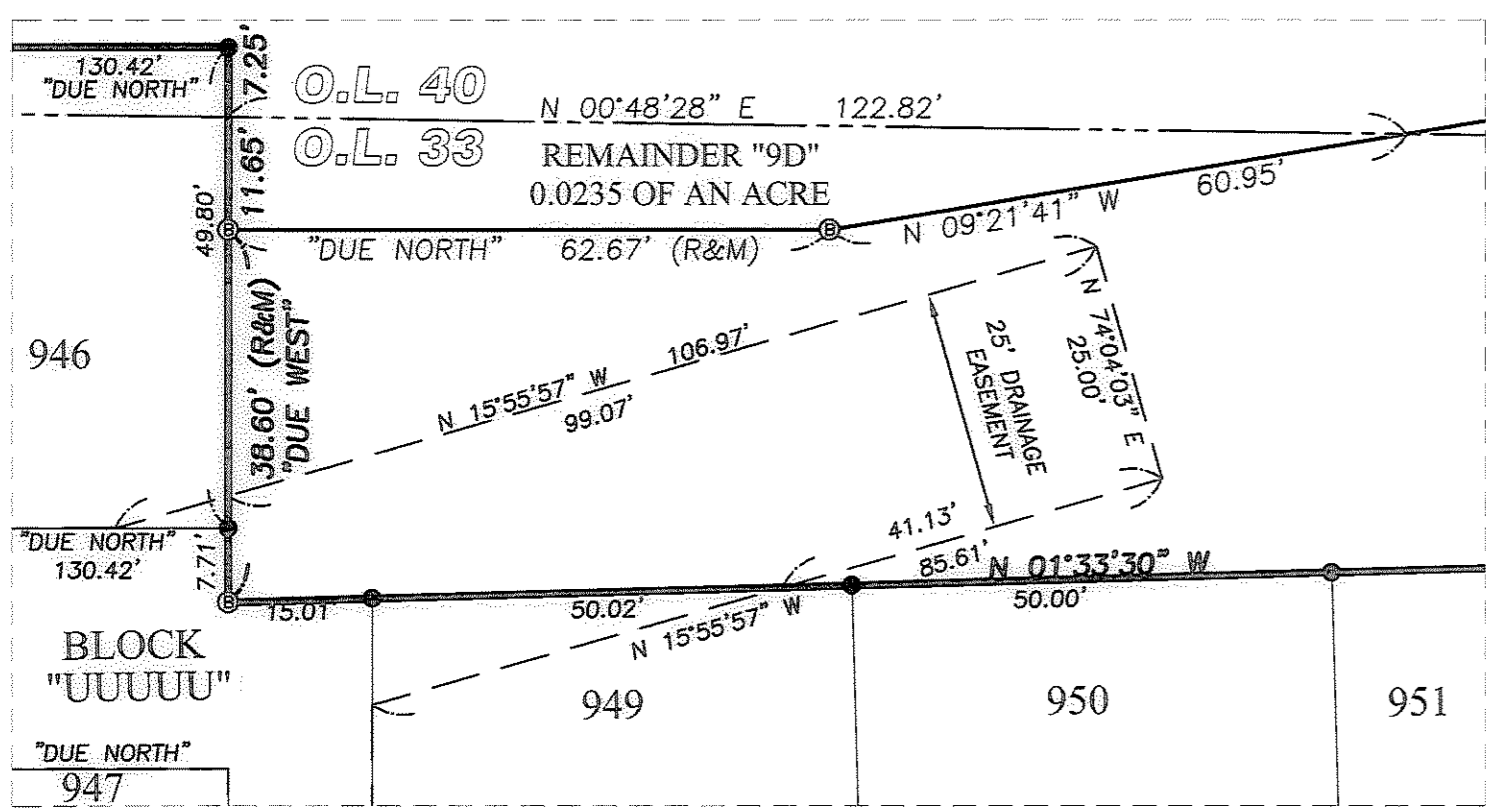 130.42'
"DUE NORTH"
7.25'
O.L. 40
N 00°48'28" E 122.82'
O.L. 33
11.65'
49.80'
REMAINDER "9D"
0.0235 OF AN ACRE
"DUE NORTH" 62.67' (R&M)
N 09°21'41" W 60.95'
946
38.60' (R&M)
"DUE WEST"
N 15°55'57" W 106.97'
99.07'
25' DRAINAGE
EASEMENT
N 74°04'03" E
25.00'
"DUE NORTH"
130.42'
7.71'
41.13'
85.61'
N 01°33'30" W
15.01'
50.02'
50.00'
N 15°55'57" W
BLOCK
"UUUUU"
949
950
951
"DUE NORTH"
947